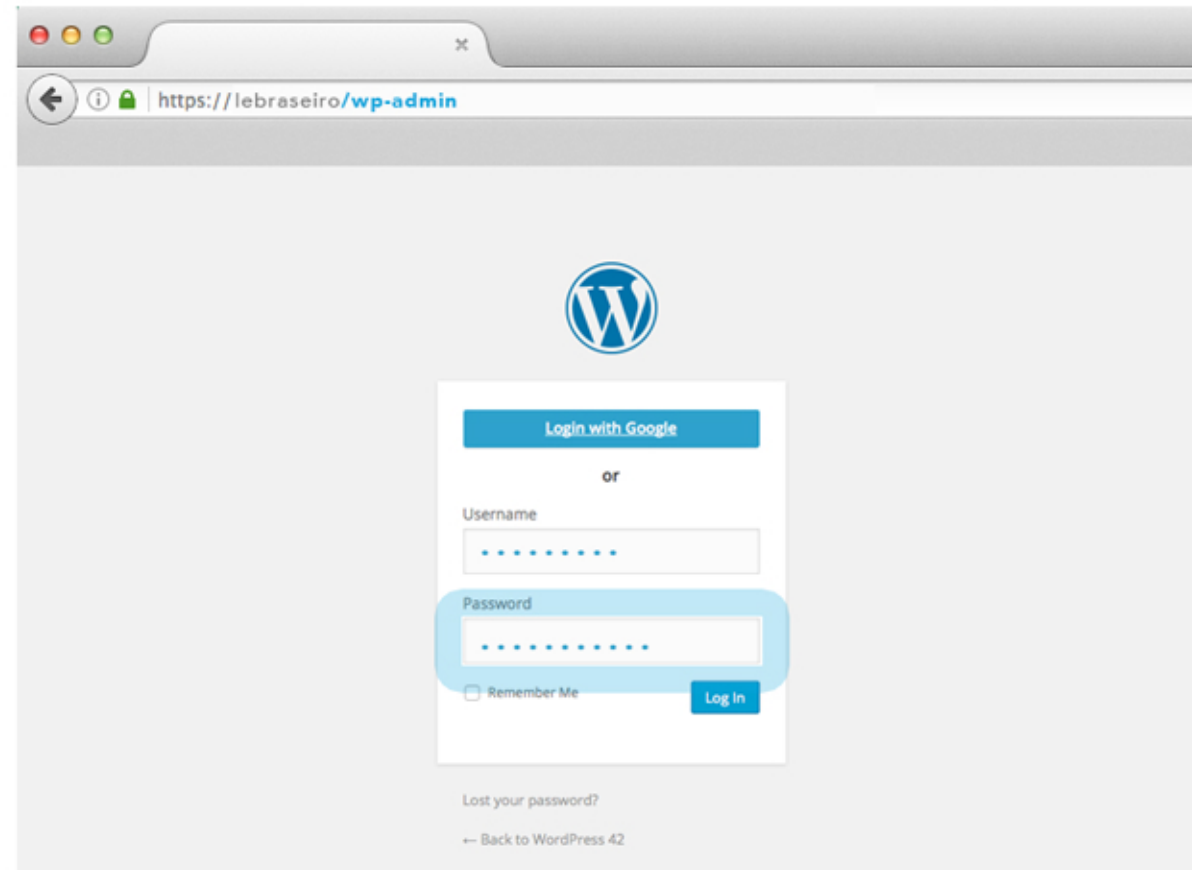 https://lebraseiro/wp-admin
Login with Google
or
Username
Password
Remember Me
Log In
Lost your password?
← Back to WordPress 42